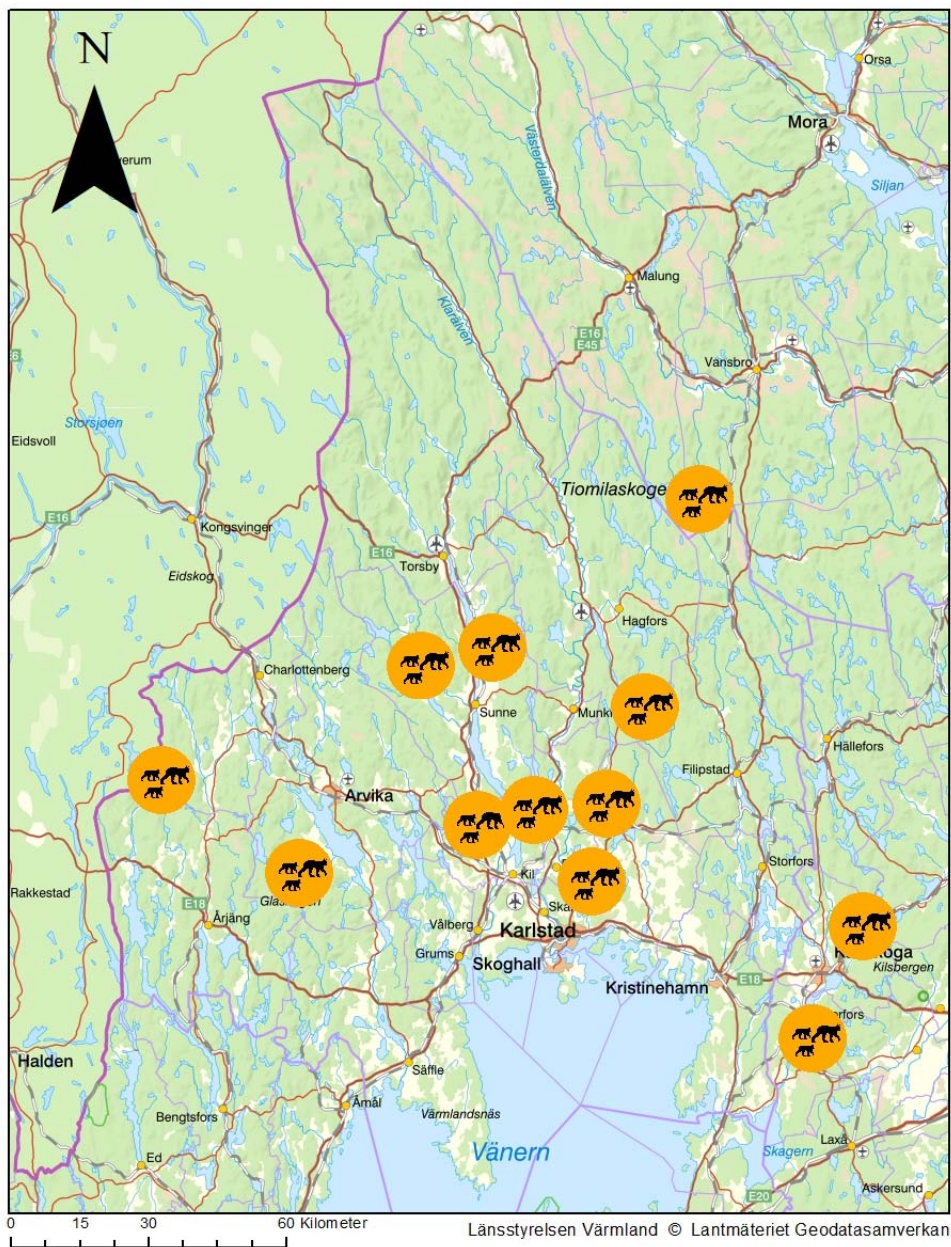 N
Orsa
Mora
verum
Siljan
Västerdalälven
Malung
Klarälven
E16
E45
Vansbro
Storsjøen
Eidsvoll
Tiomilaskoge
E16
Kongsvinger
E16
Torsby
Eidskog
Hagfors
Charlottenberg
Sunne
Hällefors
Filipstad
Arvika
Rakkestad
Kil
Storfors
E18
Årjäng
Vålberg
Karlstad
Grums
Skoghall
Kristinehamn
E18
Kilsbergen
Halden
Säffle
Bengtsfors
Åmål
Värmlandsnäs
Vänern
Laxå
Skagern
Ed
E20
Askersund
0 15 30 60 Kilometer
Länsstyrelsen Värmland © Lantmäteriet Geodatasamverkan